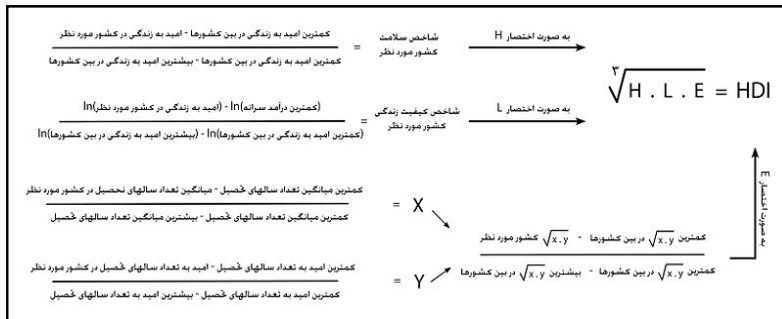 امید به زندگی در کشور مورد نظر - کمترین امید به زندگی در بین کشورها
بیشترین امید به زندگی در بین کشورها - کمترین امید به زندگی در بین کشورها
=
شاخص سلامت
کشور مورد نظر
به صورت اختصار H
ln(امید به زندگی در کشور مورد نظر) - ln(کمترین درآمد سرانه)
ln(بیشترین امید به زندگی در بین کشورها) - ln(کمترین امید به زندگی در بین کشورها)
=
شاخص کیفیت زندگی
کشور مورد نظر
به صورت اختصار L
∛H . L . E = HDI
میانگین تعداد سالهای تحصیل در کشور مورد نظر - کمترین میانگین تعداد سالهای تحصیل
بیشترین میانگین تعداد سالهای تحصیل - کمترین میانگین تعداد سالهای تحصیل
= X
امید به تعداد سالهای تحصیل در کشور مورد نظر - کمترین امید به تعداد سالهای تحصیل
بیشترین امید به تعداد سالهای تحصیل - کمترین امید به تعداد سالهای تحصیل
= Y
√x.y کشور مورد نظر - کمترین √x.y در بین کشورها
بیشترین √x.y در بین کشورها - کمترین √x.y در بین کشورها
به صورت اختصار E